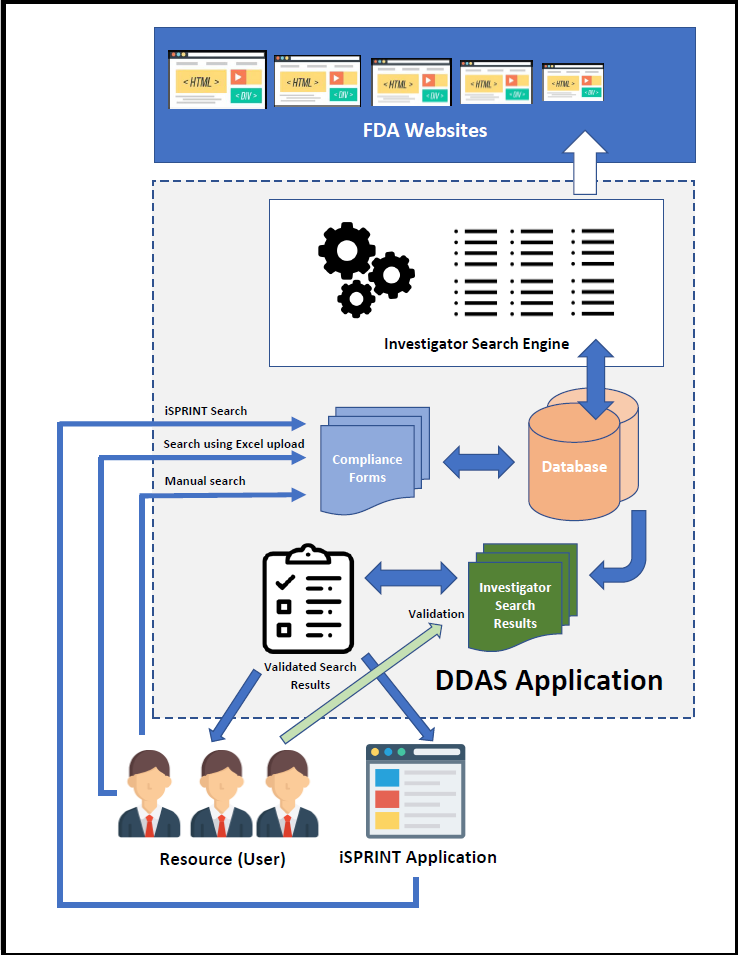 < HTML >
< DIV >
< HTML >
< DIV >
< HTML >
< DIV >
< HTML >
< DIV >
< HTML >
< DIV >
FDA Websites
Investigator Search Engine
iSPRINT Search
Search using Excel upload
Manual search
Compliance
Forms
Database
Investigator
Search
Results
Validation
Validated Search
Results
DDAS Application
Resource (User)
iSPRINT Application